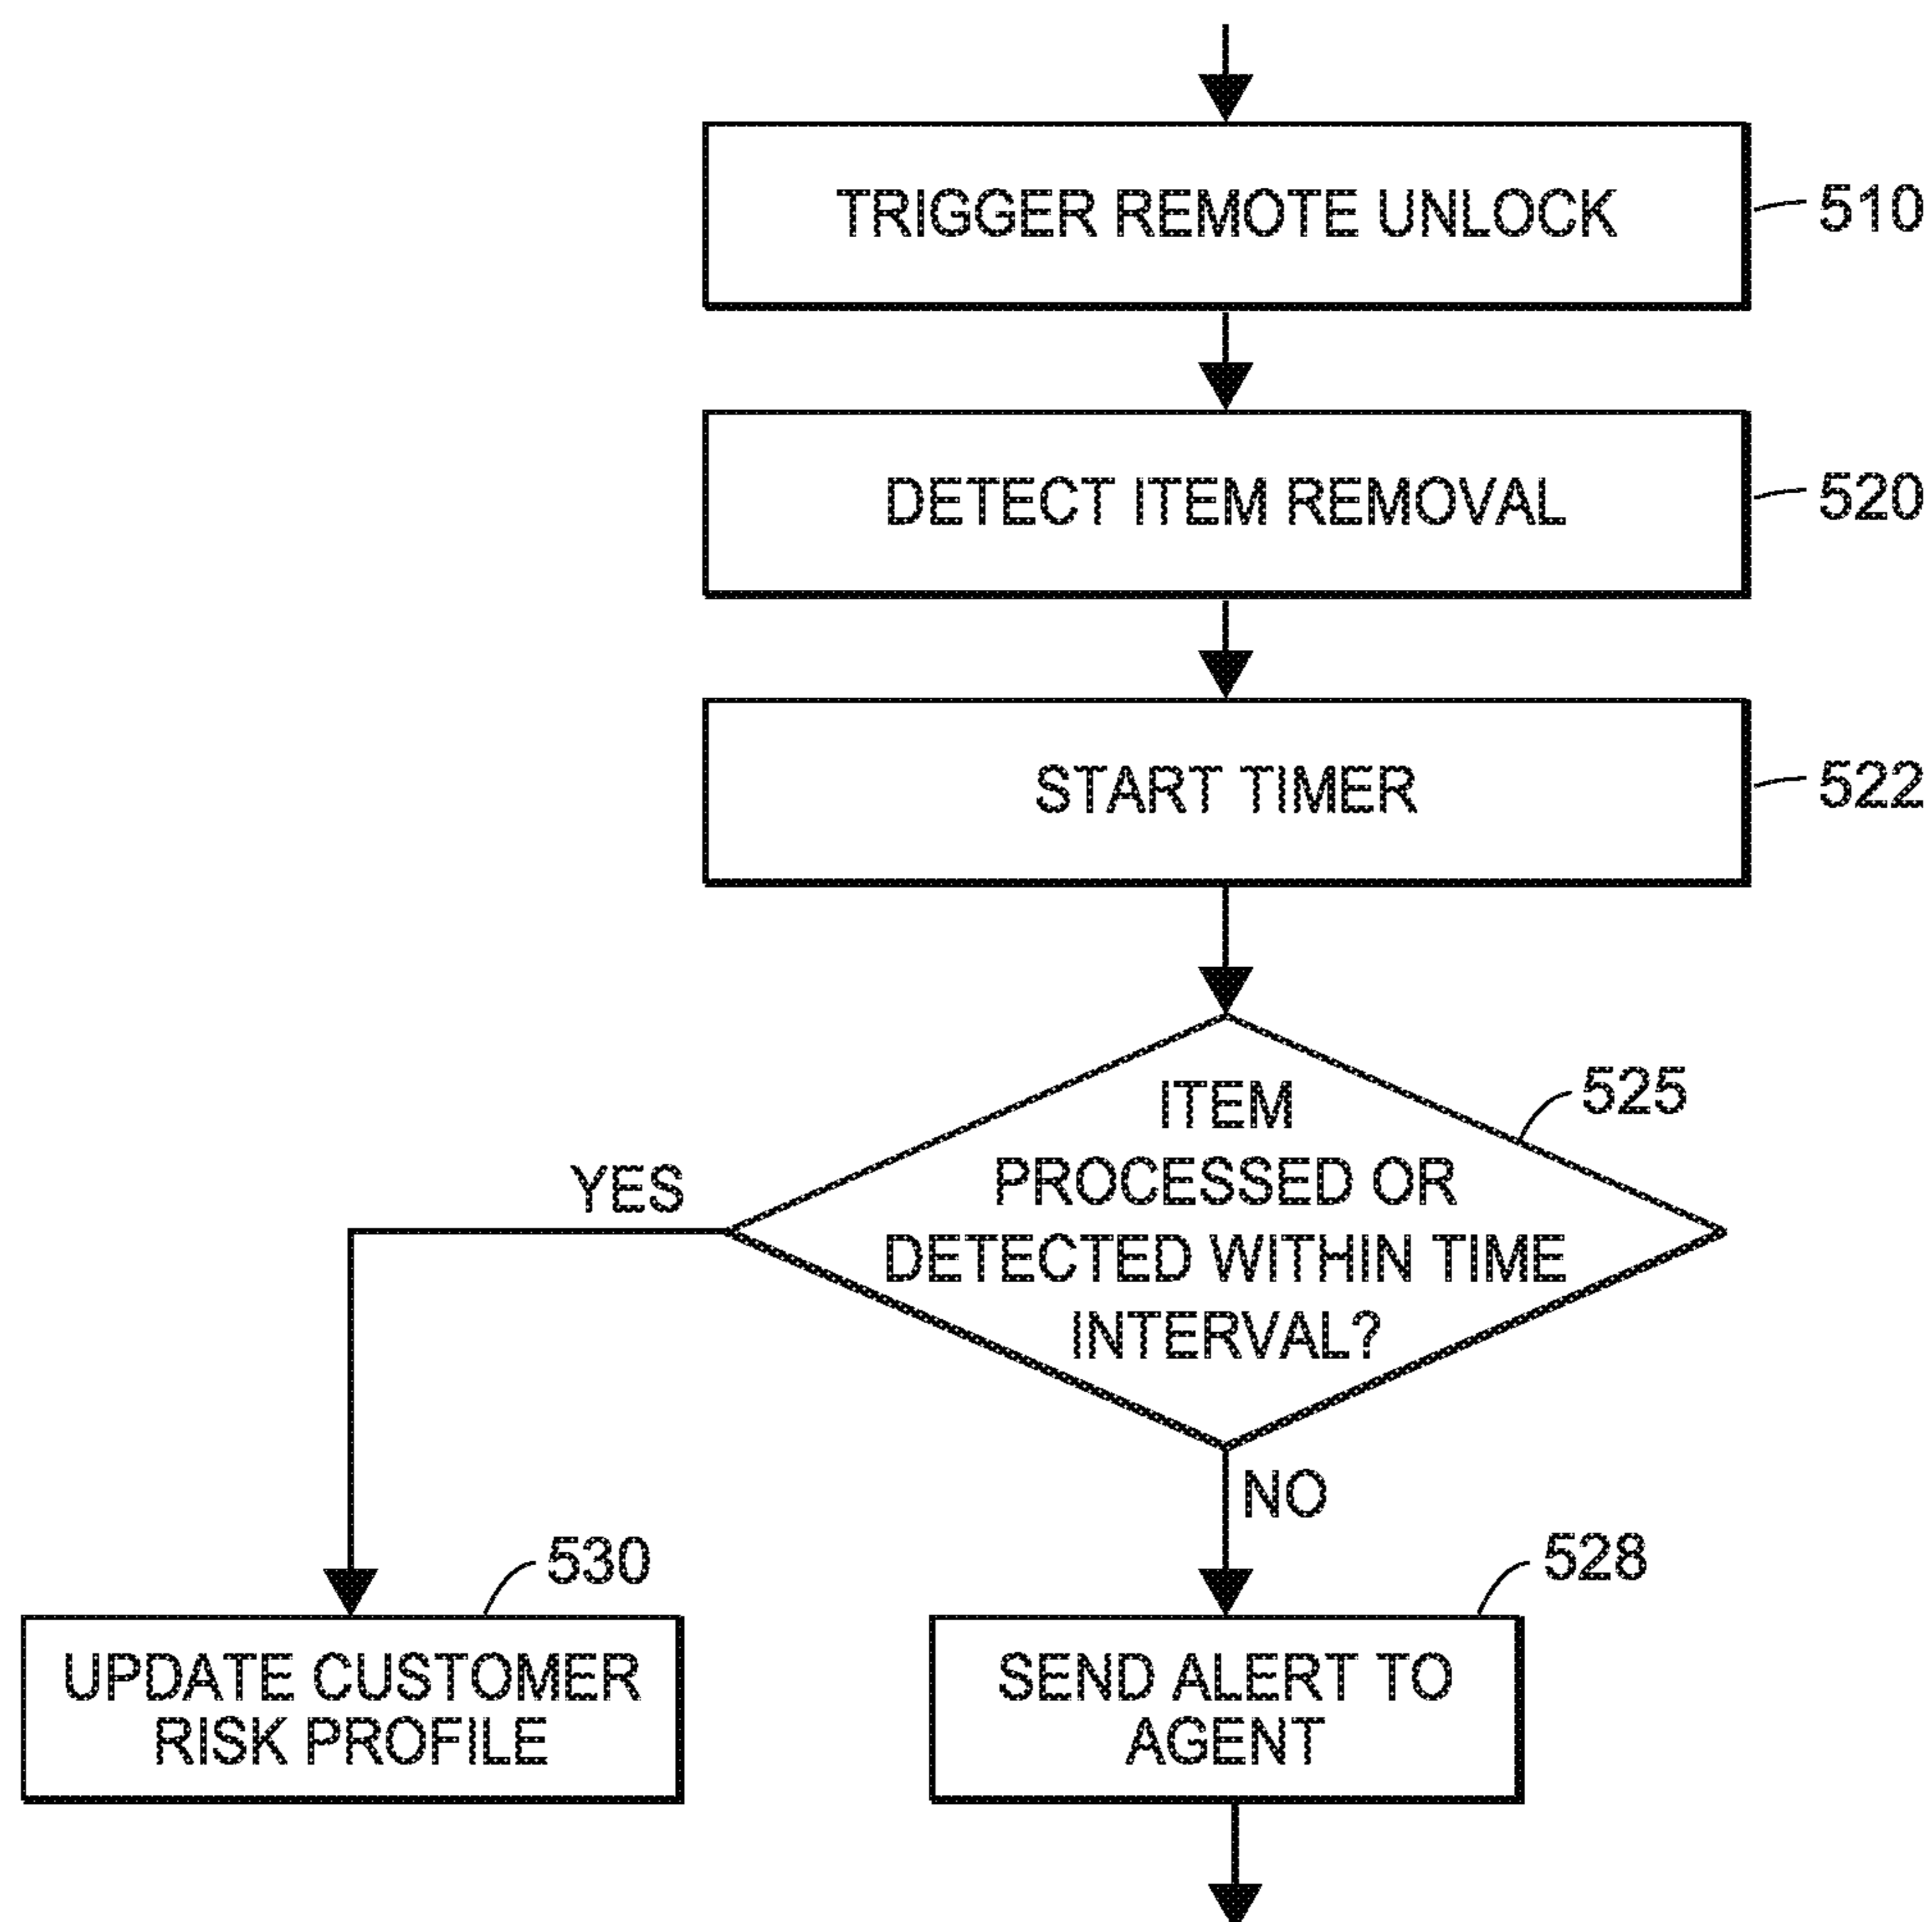 TRIGGER REMOTE UNLOCK
510
DETECT ITEM REMOVAL
520
START TIMER
522
ITEM
PROCESSED OR
DETECTED WITHIN TIME
INTERVAL?
525
YES
NO
530
UPDATE CUSTOMER
RISK PROFILE
528
SEND ALERT TO
AGENT